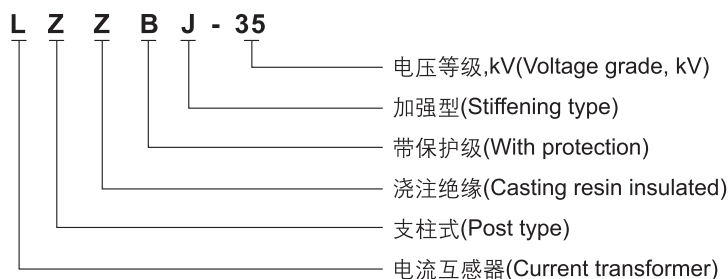 L Z Z B J - 35
电压等级,kV(Voltage grade, kV)
加强型(Stiffening type)
带保护级(With protection)
浇注绝缘(Casting resin insulated)
支柱式(Post type)
电流互感器(Current transformer)